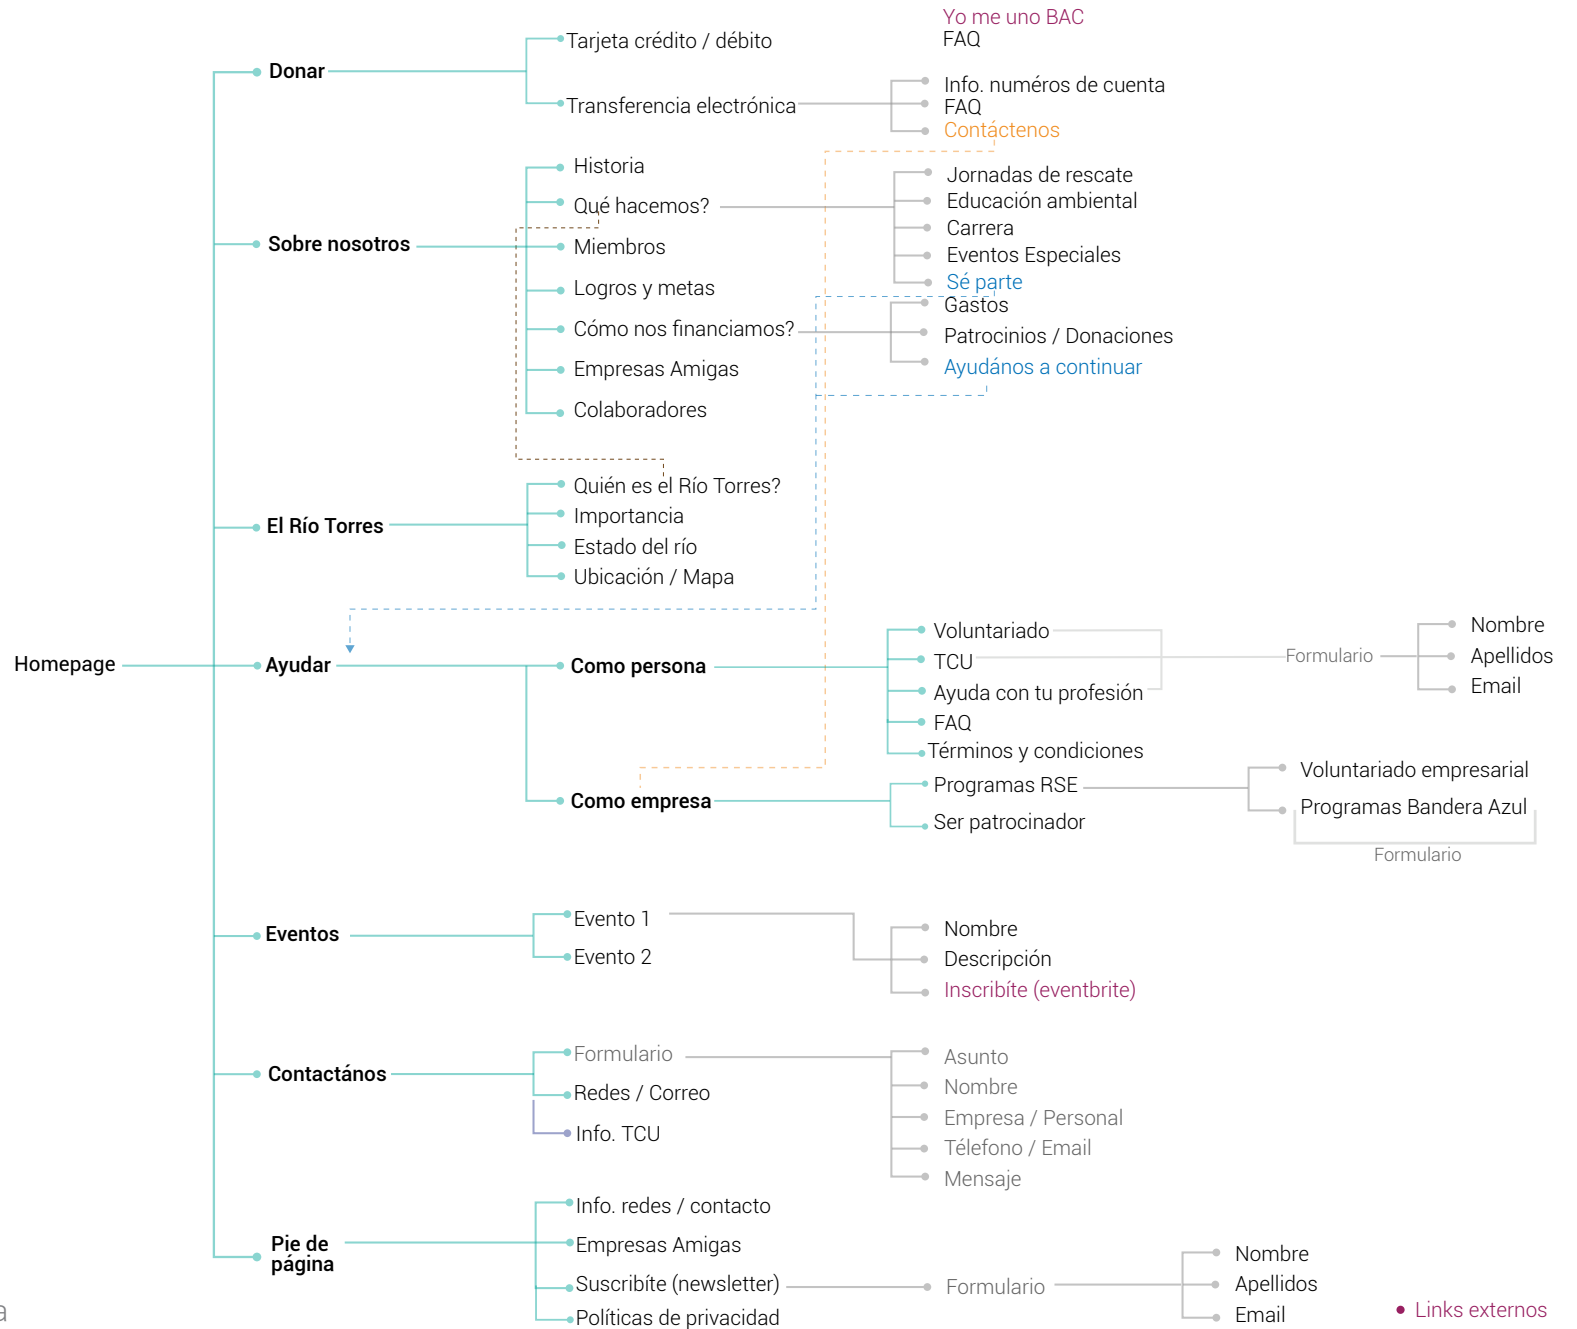 Homepage
Donar
Tarjeta crédito / débito
Yo me uno BAC
FAQ
Transferencia electrónica
Info. numéros de cuenta
FAQ
Contáctenos
Sobre nosotros
Historia
Qué hacemos?
Jornadas de rescate
Educación ambiental
Carrera
Eventos Especiales
Sé parte
Miembros
Logros y metas
Cómo nos financiamos?
Gastos
Patrocinios / Donaciones
Ayudános a continuar
Empresas Amigas
Colaboradores
El Río Torres
Quién es el Río Torres?
Importancia
Estado del río
Ubicación / Mapa
Ayudar
Como persona
Voluntariado
TCU
Ayuda con tu profesión
FAQ
Términos y condiciones
Formulario
Nombre
Apellidos
Email
Como empresa
Programas RSE
Ser patrocinador
Voluntariado empresarial
Programas Bandera Azul
Formulario
Eventos
Evento 1
Evento 2
Nombre
Descripción
Inscribíte (eventbrite)
Contactános
Formulario
Redes / Correo
Info. TCU
Asunto
Nombre
Empresa / Personal
Télefono / Email
Mensaje
Pie de
página
Info. redes / contacto
Empresas Amigas
Suscribíte (newsletter)
Políticas de privacidad
Formulario
Nombre
Apellidos
Email
a
• Links externos